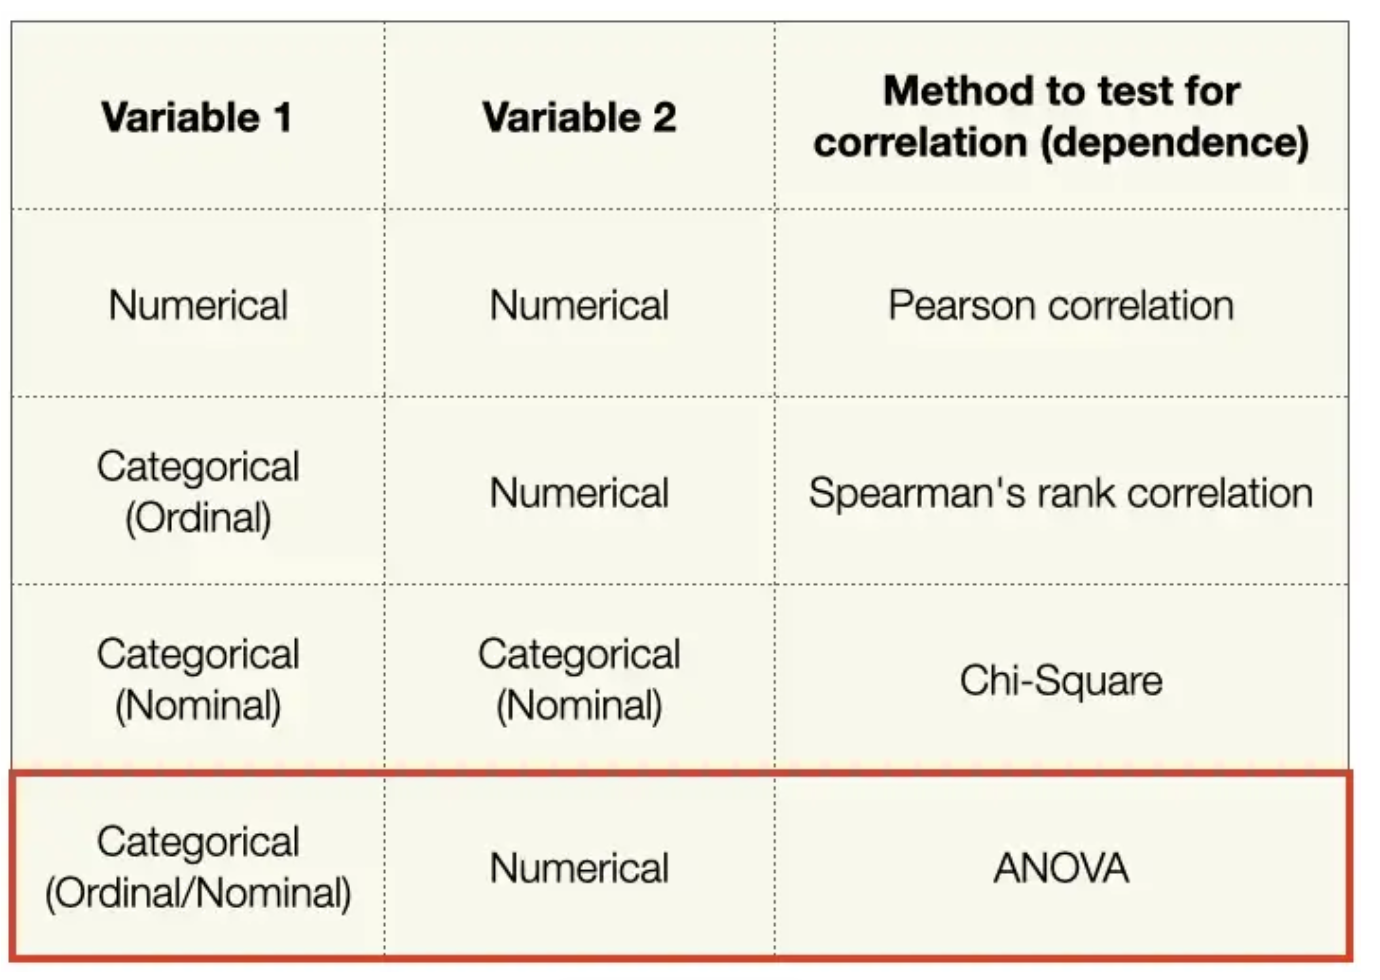 Variable 1
Variable 2
Method to test for
correlation (dependence)
Numerical
Numerical
Pearson correlation
Categorical
(Ordinal)
Numerical
Spearman's rank correlation
Categorical
(Nominal)
Categorical
(Nominal)
Chi-Square
Categorical
(Ordinal/Nominal)
Numerical
ANOVA